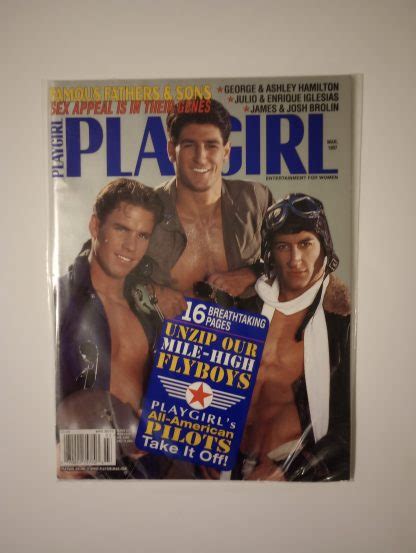 FAMOUS FATHERS & SONS
SEX APPEAL IS IN THEIR GENES
★GEORGE & ASHLEY HAMILTON
★JULIO & ENRIQUE IGLESIAS
★JAMES & JOSH BROLIN
PLAYGIRL
PLAYGIRL
MAR.
1997
ENTERTAINMENT FOR WOMEN
16 BREATHTAKING
PAGES
UNZIP OUR
MILE-HIGH
FLYBOYS
PLAYGIRL's
All-American
PILOTS
Take It Off!